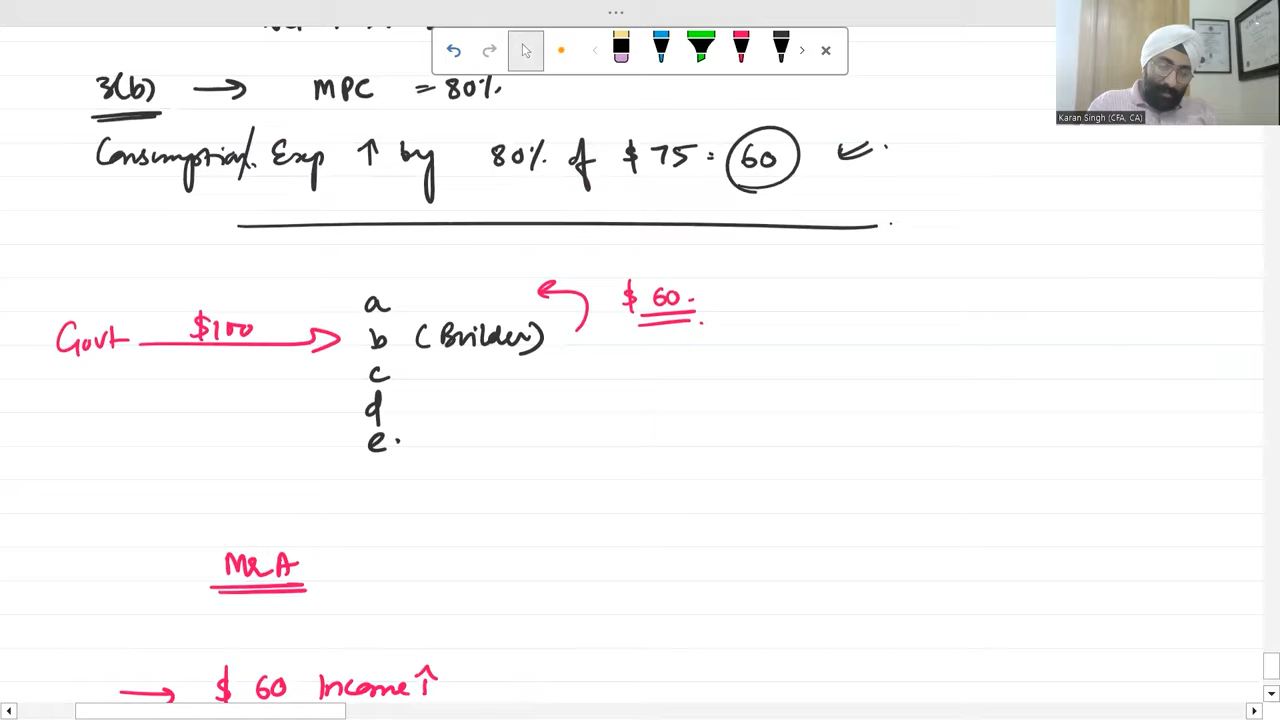 3(b) → MPC = 80%.
Consumption Exp ↑ by 80% of $75 = 60
Govt $100 →
a
b (Builder)
c
d
e.
$60.
Mr A
→ $ 60 Income ↑
Karan Singh (CFA, CA)